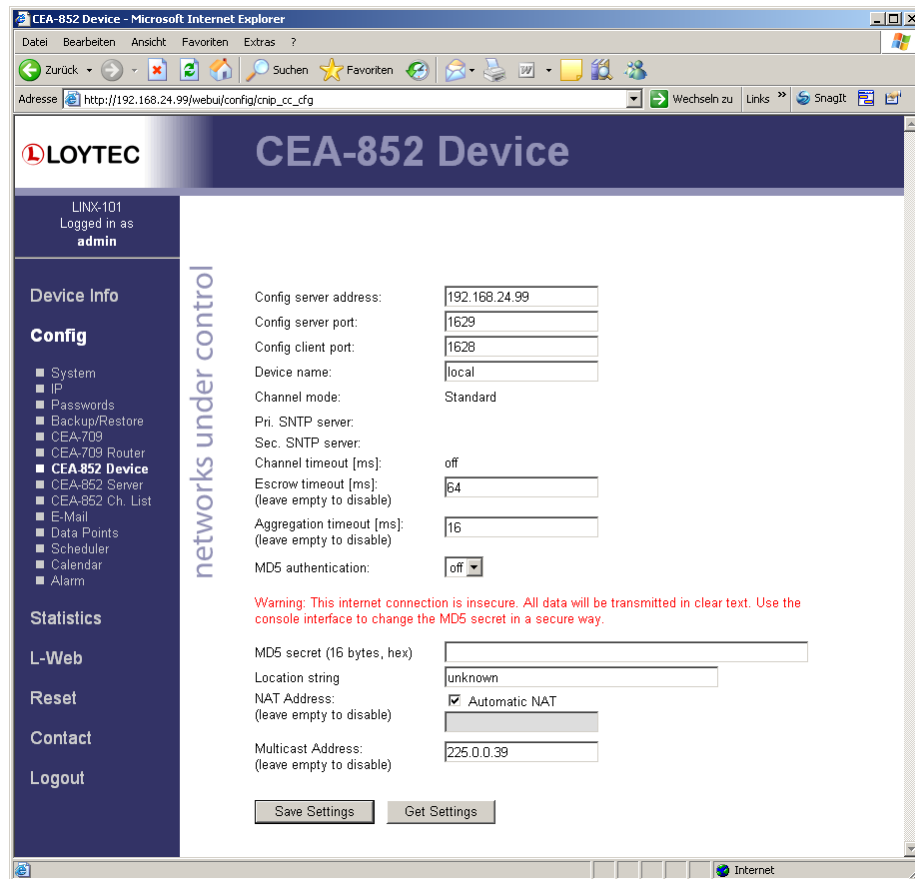 CEA-852 Device - Microsoft Internet Explorer
Datei Bearbeiten Ansicht Favoriten Extras ?
Zurück Suchen Favoriten
Adresse http://192.168.24.99/webui/config/cnip_cc_cfg Wechseln zu Links » SnagIt
LOYTEC
CEA-852 Device
LINX-101
Logged in as
admin
Device Info
Config
System
IP
Passwords
Backup/Restore
CEA-709
CEA-709 Router
CEA-852 Device
CEA-852 Server
CEA-852 Ch. List
E-Mail
Data Points
Scheduler
Calendar
Alarm
Statistics
L-Web
Reset
Contact
Logout
networks under control
Config server address: 192.168.24.99
Config server port: 1629
Config client port: 1628
Device name: local
Channel mode: Standard
Pri. SNTP server:
Sec. SNTP server:
Channel timeout [ms]: off
Escrow timeout [ms]: 64
(leave empty to disable)
Aggregation timeout [ms]: 16
(leave empty to disable)
MD5 authentication: off
Warning: This internet connection is insecure. All data will be transmitted in clear text. Use the
console interface to change the MD5 secret in a secure way.
MD5 secret (16 bytes, hex)
Location string unknown
NAT Address: Automatic NAT
(leave empty to disable)
Multicast Address: 225.0.0.39
(leave empty to disable)
Save Settings Get Settings
Internet